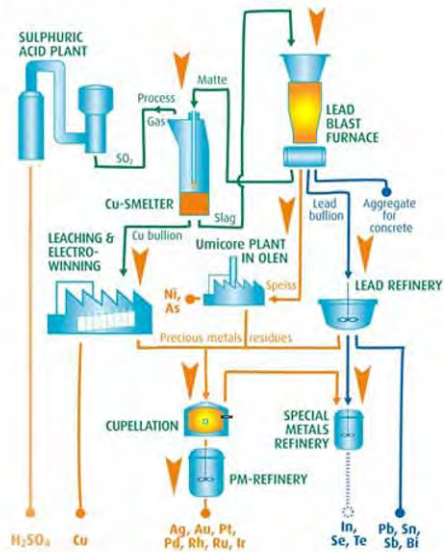 SULPHURIC
ACID PLANT
Process
Gas
SO₂
Matte
LEAD
BLAST
FURNACE
Cu-SMELTER
Slag
Cu bullion
LEACHING &
ELECTRO-
WINNING
Umicore PLANT
IN OLEN
Lead
bullion
Aggregate
for
concrete
Ni,
As
Speiss
LEAD REFINERY
Precious metals residues
CUPELLATION
SPECIAL
METALS
REFINERY
PM-REFINERY
H₂SO₄
Cu
Ag, Au, Pt,
Pd, Rh, Ru, Ir
In,
Se, Te
Pb, Sn,
Sb, Bi